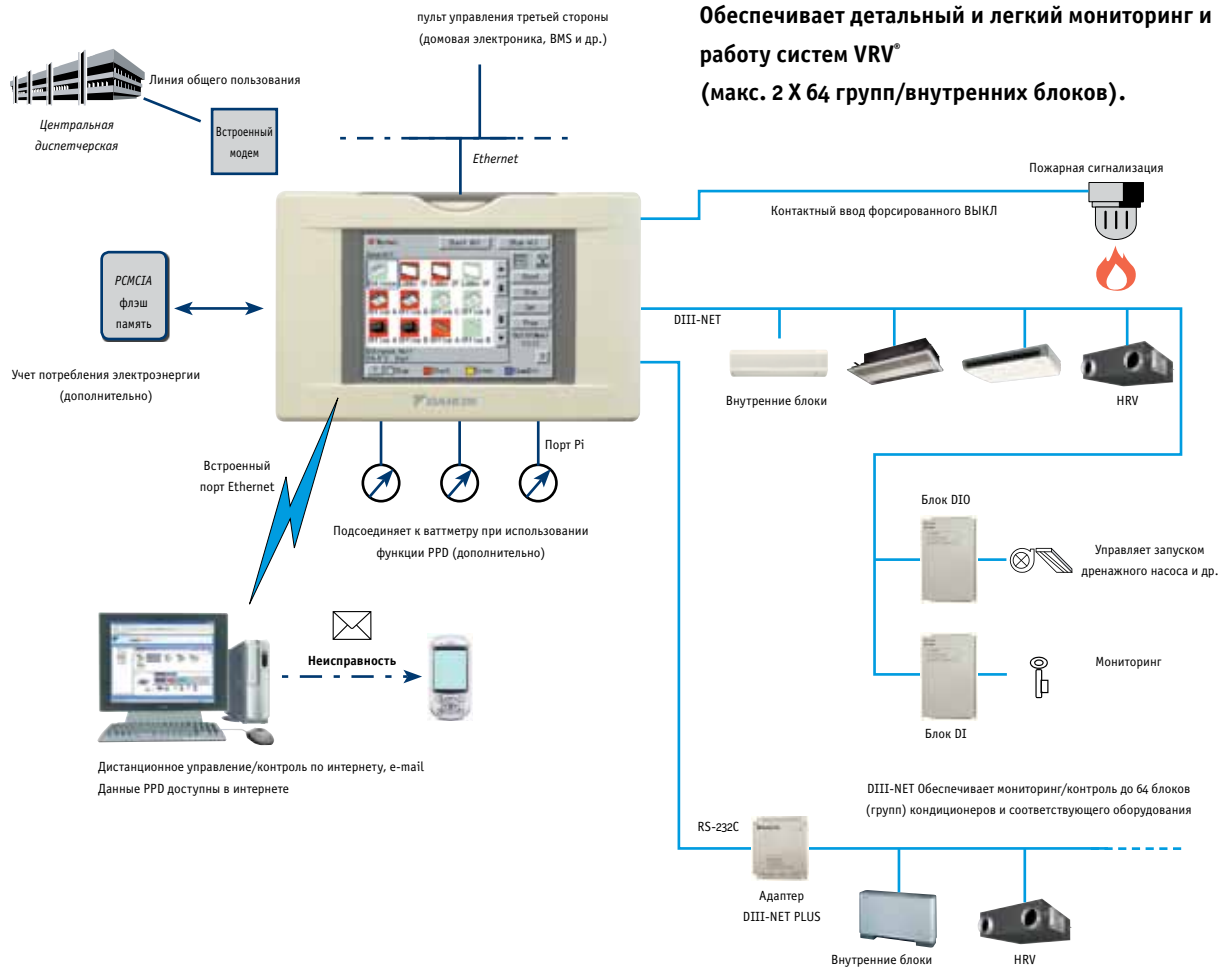 пульт управления третьей стороны
(домовая электроника, BMS и др.)
Обеспечивает детальный и легкий мониторинг и
работу систем VRV®
(макс. 2 X 64 групп/внутренних блоков).
Линия общего пользования
Центральная
диспетчерская
Встроенный
модем
Ethernet
Пожарная сигнализация
Контактный ввод форсированного ВЫКЛ
PCMCIA
флэш
память
Учет потребления электроэнергии
(дополнительно)
Start All
Stop All
DAIKIN
DIII-NET
Внутренние блоки
HRV
Порт Pi
Встроенный
порт Ethernet
Подсоединяет к ваттметру при использовании
функции PPD (дополнительно)
Блок DIO
Управляет запуском
дренажного насоса и др.
Неисправность
Мониторинг
Блок DI
Дистанционное управление/контроль по интернету, e-mail
Данные PPD доступны в интернете
DIII-NET Обеспечивает мониторинг/контроль до 64 блоков
(групп) кондиционеров и соответствующего оборудования
RS-232C
Адаптер
DIII-NET PLUS
Внутренние блоки
HRV